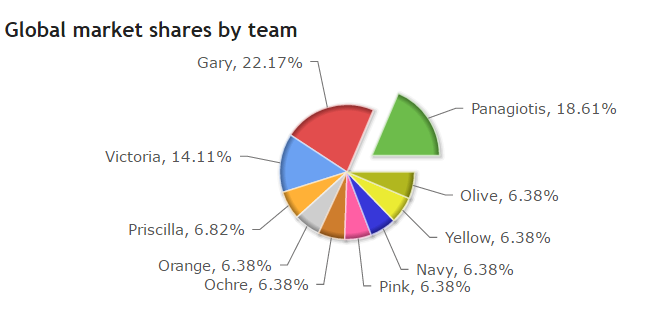 Global market shares by team
Gary, 22.17%
Panagiotis, 18.61%
Victoria, 14.11%
Olive, 6.38%
Priscilla, 6.82%
Yellow, 6.38%
Orange, 6.38%
Navy, 6.38%
Ochre, 6.38%
Pink, 6.38%